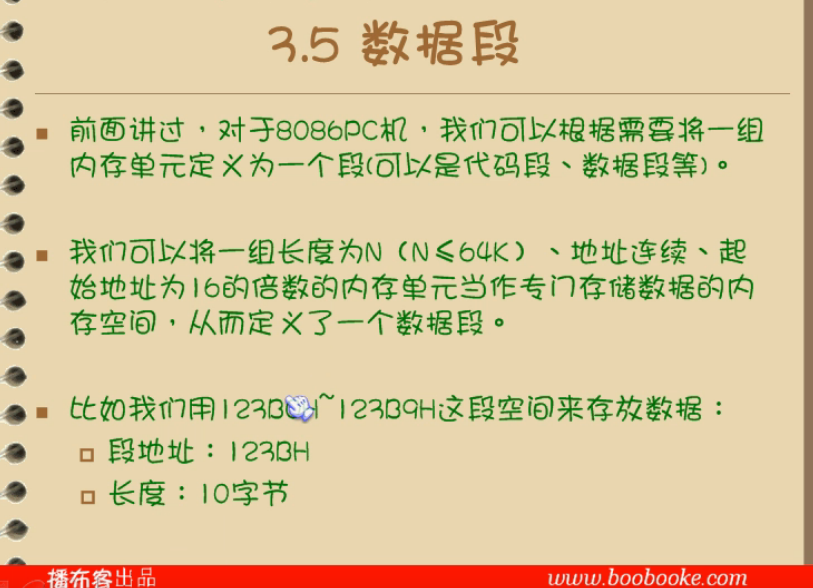 3.5 数据段
前面讲过，对于8086PC机，我们可以根据需要将一组
内存单元定义为一个段(可以是代码段、数据段等)。
我们可以将一组长度为N（N≤64K）、地址连续、起
始地址为16的倍数的内存单元当作专门存储数据的内
存空间，从而定义了一个数据段。
比如我们用123B H~123B9H这段空间来存放数据：
段地址：123BH
长度：10字节
播布客出品
www.boobooke.com